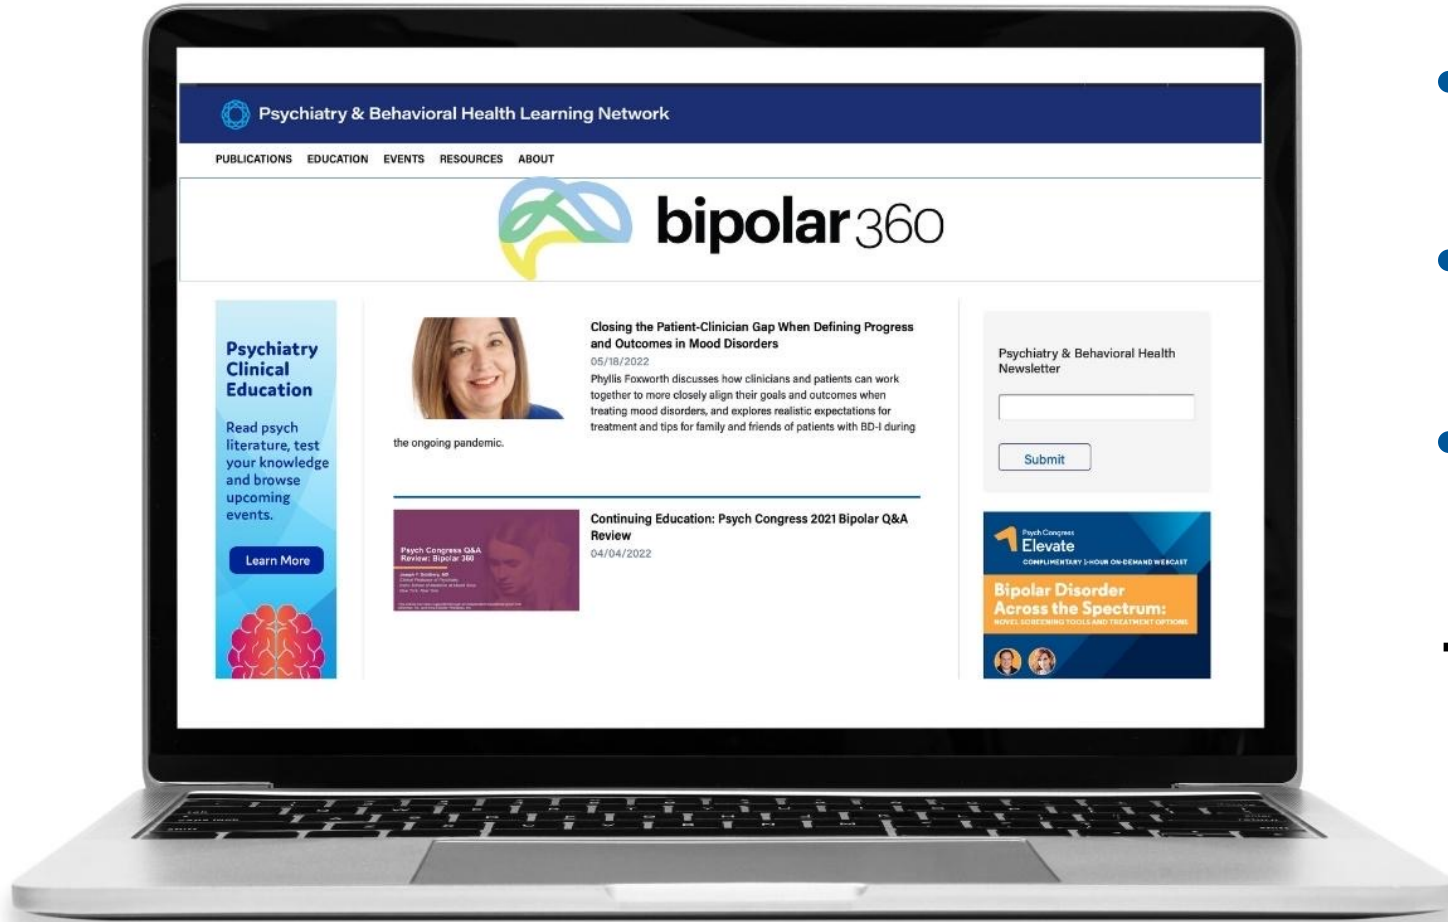 Psychiatry & Behavioral Health Learning Network
PUBLICATIONS EDUCATION EVENTS RESOURCES ABOUT
bipolar360
Psychiatry
Clinical
Education
Read psych
literature, test
your knowledge
and browse
upcoming
events.
Learn More
Closing the Patient-Clinician Gap When Defining Progress
and Outcomes in Mood Disorders
05/18/2022
Phyllis Foxworth discusses how clinicians and patients can work
together to more closely align their goals and outcomes when
treating mood disorders, and explores realistic expectations for
treatment and tips for family and friends of patients with BD-I during
the ongoing pandemic.
Psych Congress Q&A
Review: Bipolar 360
Continuing Education: Psych Congress 2021 Bipolar Q&A
Review
04/04/2022
Psychiatry & Behavioral Health
Newsletter
Submit
Psych Congress
Elevate
COMPLIMENTARY 1-HOUR ON-DEMAND WEBCAST
Bipolar Disorder
Across the Spectrum:
NOVEL SCREENING TOOLS AND TREATMENT OPTIONS